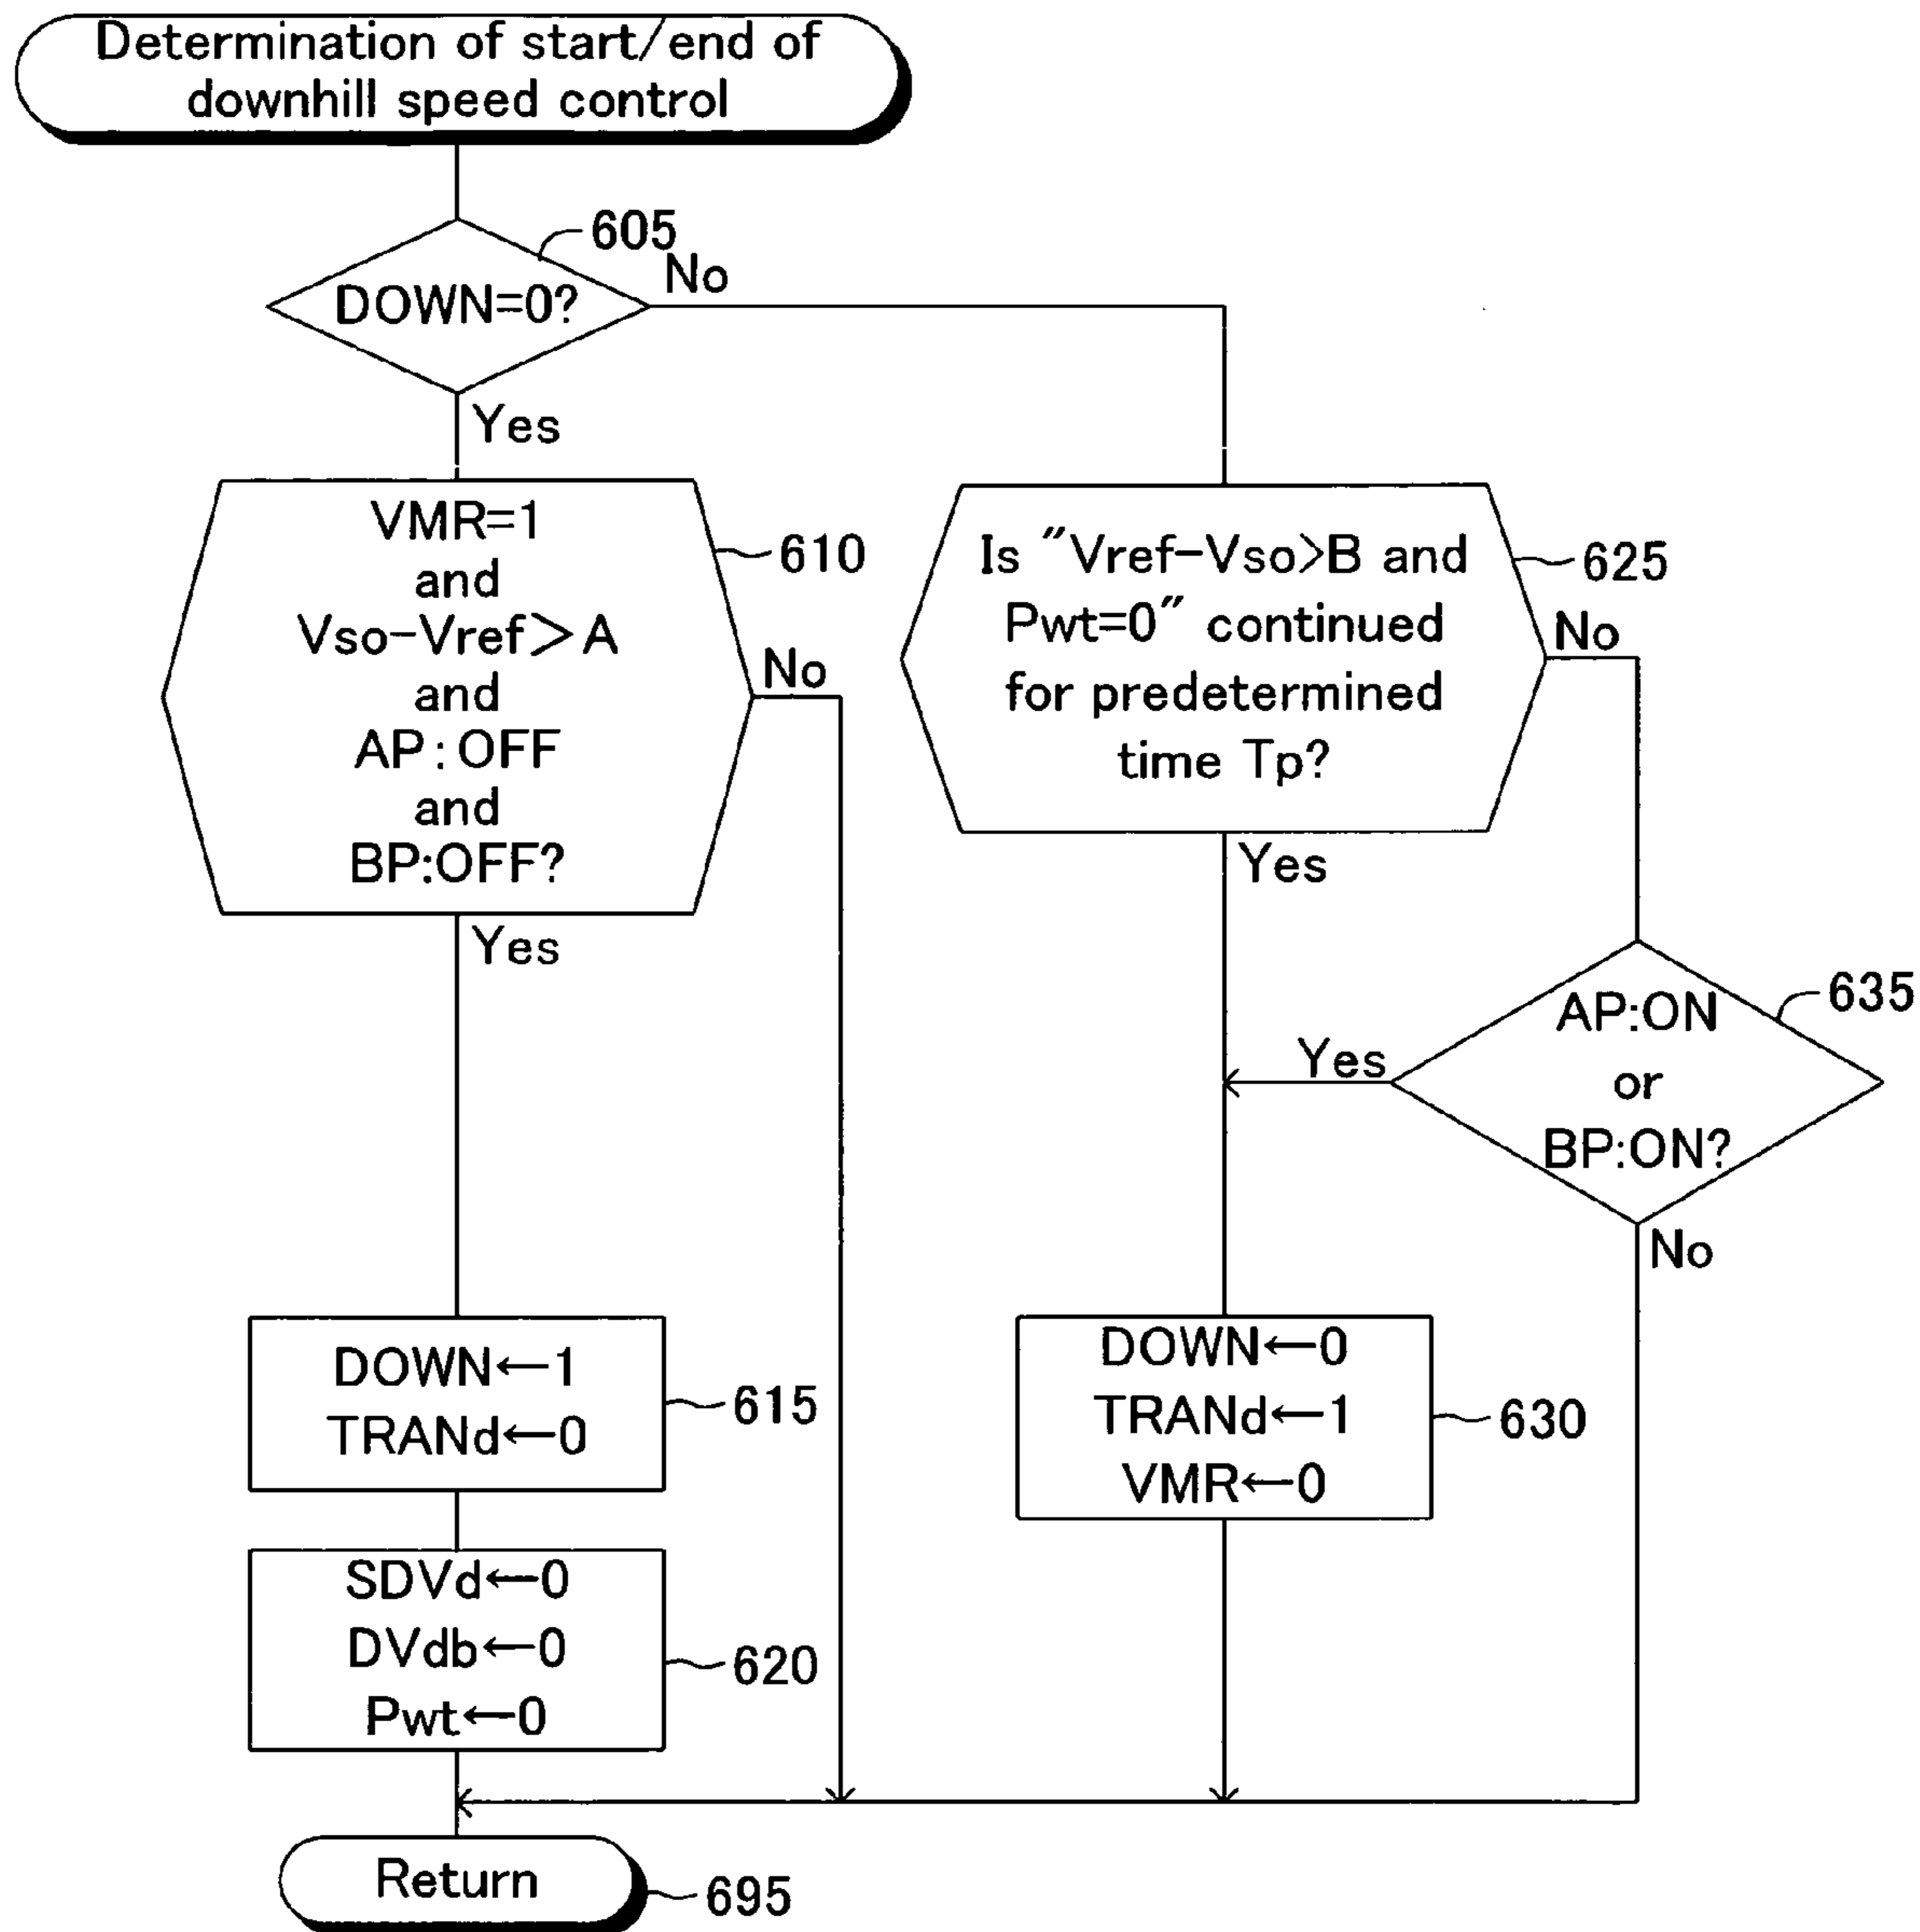 Determination of start/end of
downhill speed control
605
No
DOWN=0?
Yes
VMR=1
and
Vso-Vref>A
and
AP:OFF
and
BP:OFF?
610
No
Yes
Is "Vref-Vso>B and
Pwt=0" continued
for predetermined
time Tp?
625
No
Yes
AP:ON
or
BP:ON?
635
Yes
No
DOWN←1
TRANd←0
615
DOWN←0
TRANd←1
VMR←0
630
SDVd←0
DVdb←0
Pwt←0
620
Return
695